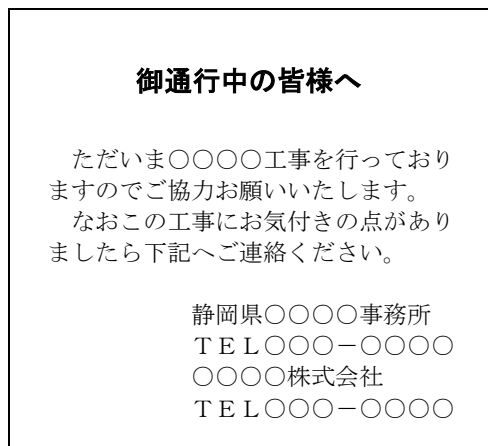 御通行中の皆様へ
ただいま○○○○工事を行っており
ますのでご協力お願いいたします。
なおこの工事にお気付きの点があり
ましたら下記へご連絡ください。
静岡県○○○○事務所
ＴＥＬ○○○－○○○○
○○○○株式会社
ＴＥＬ○○○－○○○○